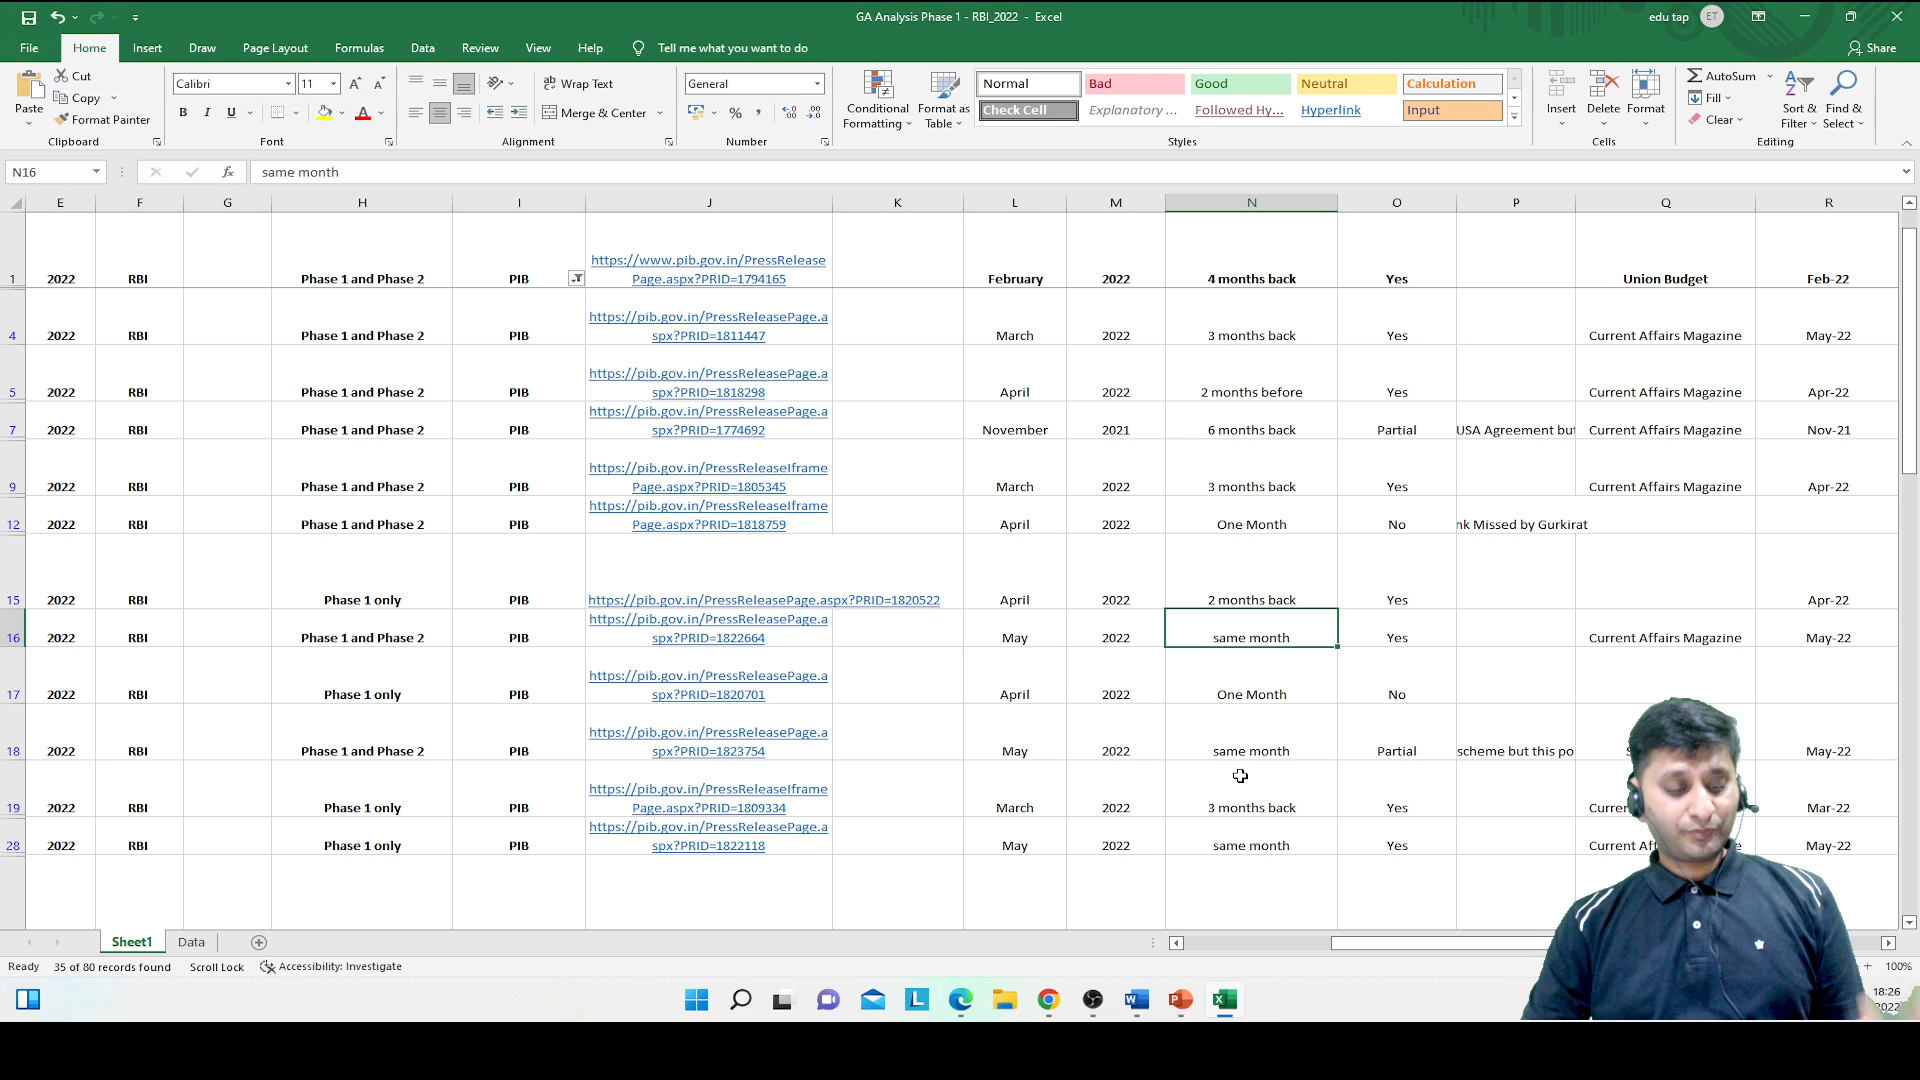 GA Analysis Phase 1 - RBI_2022 - Excel
edu tap ET
File Home Insert Draw Page Layout Formulas Data Review View Help Tell me what you want to do Share
Paste Cut
Copy
Format Painter
Clipboard
Calibri 11
B I U
Font
Wrap Text
Merge & Center
Alignment
General
%
Number
Conditional Formatting
Format as Table
Normal Bad Good Neutral Calculation
Check Cell Explanatory ... Followed Hy... Hyperlink Input
Styles
Insert Delete Format
Cells
AutoSum
Fill
Clear
Sort & Filter
Find & Select
Editing
N16 fx same month
E F G H I J K L M N O P Q R
1 2022 RBI Phase 1 and Phase 2 PIB https://www.pib.gov.in/PressReleasePage.aspx?PRID=1794165 February 2022 4 months back Yes Union Budget Feb-22
4 2022 RBI Phase 1 and Phase 2 PIB https://pib.gov.in/PressReleasePage.aspx?PRID=1811447 March 2022 3 months back Yes Current Affairs Magazine May-22
5 2022 RBI Phase 1 and Phase 2 PIB https://pib.gov.in/PressReleasePage.aspx?PRID=1818298 April 2022 2 months before Yes Current Affairs Magazine Apr-22
7 2022 RBI Phase 1 and Phase 2 PIB https://pib.gov.in/PressReleasePage.aspx?PRID=1774692 November 2021 6 months back Partial USA Agreement but Current Affairs Magazine Nov-21
9 2022 RBI Phase 1 and Phase 2 PIB https://pib.gov.in/PressReleaseIframePage.aspx?PRID=1805345 March 2022 3 months back Yes Current Affairs Magazine Apr-22
12 2022 RBI Phase 1 and Phase 2 PIB https://pib.gov.in/PressReleaseIframePage.aspx?PRID=1818759 April 2022 One Month No nk Missed by Gurkirat
15 2022 RBI Phase 1 only PIB https://pib.gov.in/PressReleasePage.aspx?PRID=1820522 April 2022 2 months back Yes Apr-22
16 2022 RBI Phase 1 and Phase 2 PIB https://pib.gov.in/PressReleasePage.aspx?PRID=1822664 May 2022 same month Yes Current Affairs Magazine May-22
17 2022 RBI Phase 1 only PIB https://pib.gov.in/PressReleasePage.aspx?PRID=1820701 April 2022 One Month No
18 2022 RBI Phase 1 and Phase 2 PIB https://pib.gov.in/PressReleasePage.aspx?PRID=1823754 May 2022 same month Partial scheme but this po May-22
19 2022 RBI Phase 1 only PIB https://pib.gov.in/PressReleaseIframePage.aspx?PRID=1809334 March 2022 3 months back Yes Mar-22
28 2022 RBI Phase 1 only PIB https://pib.gov.in/PressReleasePage.aspx?PRID=1822118 May 2022 same month Yes Current May-22
Sheet1 Data
Ready 35 of 80 records found Scroll Lock Accessibility: Investigate 100%
18:26
2022